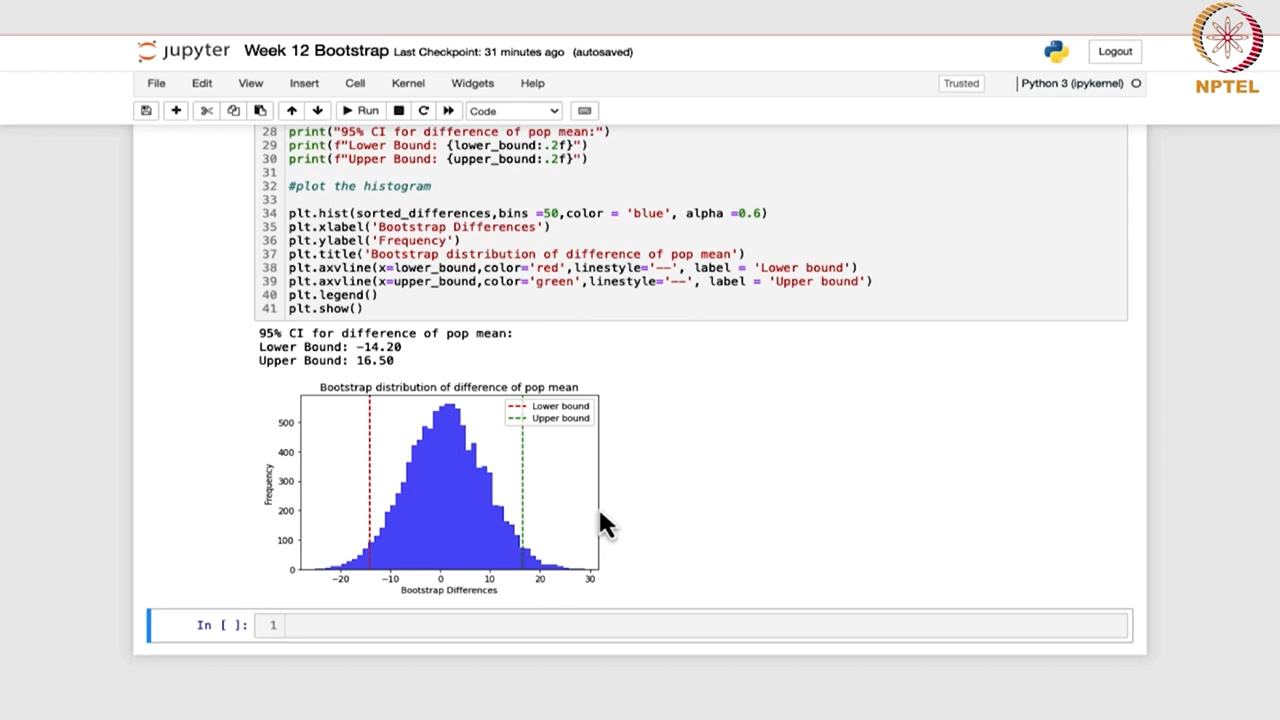 NPTEL
jupyter Week 12 Bootstrap Last Checkpoint: 31 minutes ago (autosaved)
Logout
File Edit View Insert Cell Kernel Widgets Help
Trusted Python 3 (ipykernel)
Run Code
28 print("95% CI for difference of pop mean:")
29 print(f"Lower Bound: {lower_bound:.2f}")
30 print(f"Upper Bound: {upper_bound:.2f}")
31
32 #plot the histogram
33
34 plt.hist(sorted_differences,bins =50,color = 'blue', alpha =0.6)
35 plt.xlabel('Bootstrap Differences')
36 plt.ylabel('Frequency')
37 plt.title('Bootstrap distribution of difference of pop mean')
38 plt.axvline(x=lower_bound,color='red',linestyle='--', label = 'Lower bound')
39 plt.axvline(x=upper_bound,color='green',linestyle='--', label = 'Upper bound')
40 plt.legend()
41 plt.show()
95% CI for difference of pop mean:
Lower Bound: -14.20
Upper Bound: 16.50
Bootstrap distribution of difference of pop mean
Lower bound
Upper bound
500
400
300
200
100
0
Frequency
-20 -10 0 10 20 30
Bootstrap Differences
In [ ]: 1